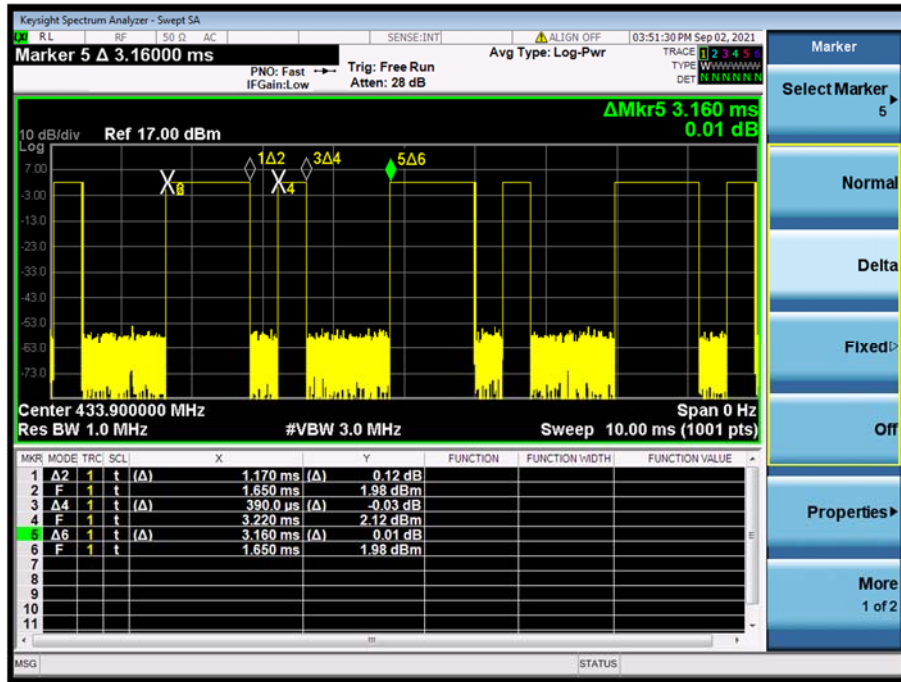 Keysight Spectrum Analyzer - Swept SA
LXI RL RF 50 Ω AC SENSE:INT ALIGN OFF 03:51:30 PM Sep 02, 2021
Marker 5 Δ 3.16000 ms
PNO: Fast
IFGain:Low
Trig: Free Run
Atten: 28 dB
Avg Type: Log-Pwr
TRACE 1 2 3 4 5 6
TYPE WWWWWW
DET N N N N N N
ΔMkr5 3.160 ms
0.01 dB
10 dB/div Ref 17.00 dBm
Log
1Δ2 3Δ4 5Δ6
4
7.00
-3.00
-13.0
-23.0
-33.0
-43.0
-53.0
-63.0
-73.0
Center 433.900000 MHz Span 0 Hz
Res BW 1.0 MHz #VBW 3.0 MHz Sweep 10.00 ms (1001 pts)
MKR MODE TRC SCL X Y FUNCTION FUNCTION WIDTH FUNCTION VALUE
1 Δ2 1 t (Δ) 1.170 ms (Δ) 0.12 dB
2 F 1 t 1.650 ms 1.98 dBm
3 Δ4 1 t (Δ) 390.0 µs (Δ) -0.03 dB
4 F 1 t 3.220 ms 2.12 dBm
5 Δ6 1 t (Δ) 3.160 ms (Δ) 0.01 dB
6 F 1 t 1.650 ms 1.98 dBm
7
8
9
10
11
MSG STATUS
Marker
Select Marker
5
Normal
Delta
Fixed
Off
Properties
More
1 of 2